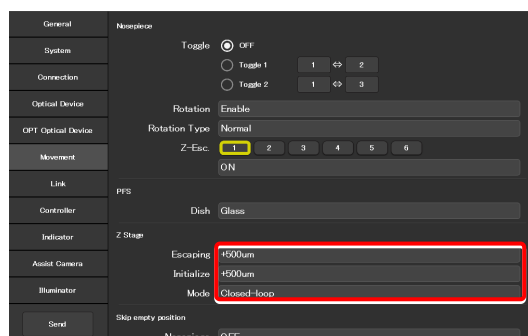 General
System
Connection
Optical Device
OPT Optical Device
Movement
Link
Controller
Indicator
Assist Camera
Illuminator
Send
Nosepiece
Toggle OFF
Toggle 1 1 ⇔ 2
Toggle 2 1 ⇔ 3
Rotation Enable
Rotation Type Normal
Z-Esc. 1 2 3 4 5 6
ON
PFS
Dish Glass
Z Stage
Escaping +500um
Initialize +500um
Mode Closed-loop
Skip empty position
Nosepiece OFF